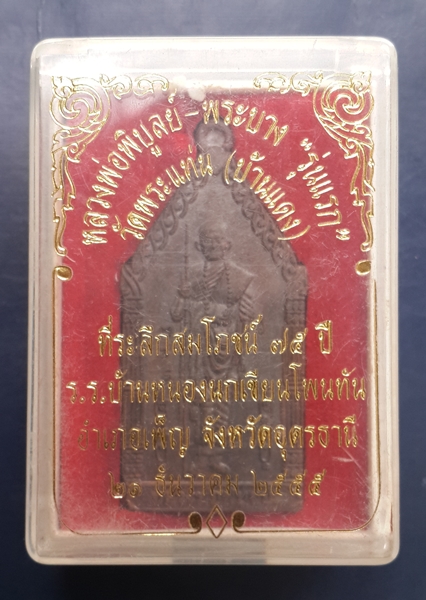 หลวงพ่อพิบูลย์-พระบาง "รุ่นแรก"
วัดพระแท่น (บ้านแดง)
ที่ระลึกสมโภชน์ ๗๕ ปี
ร.ร.บ้านหนองนกเขียนโพนทัน
อำเภอเพ็ญ จังหวัดอุดรธานี
๒๑ ธันวาคม ๒๕๕๕